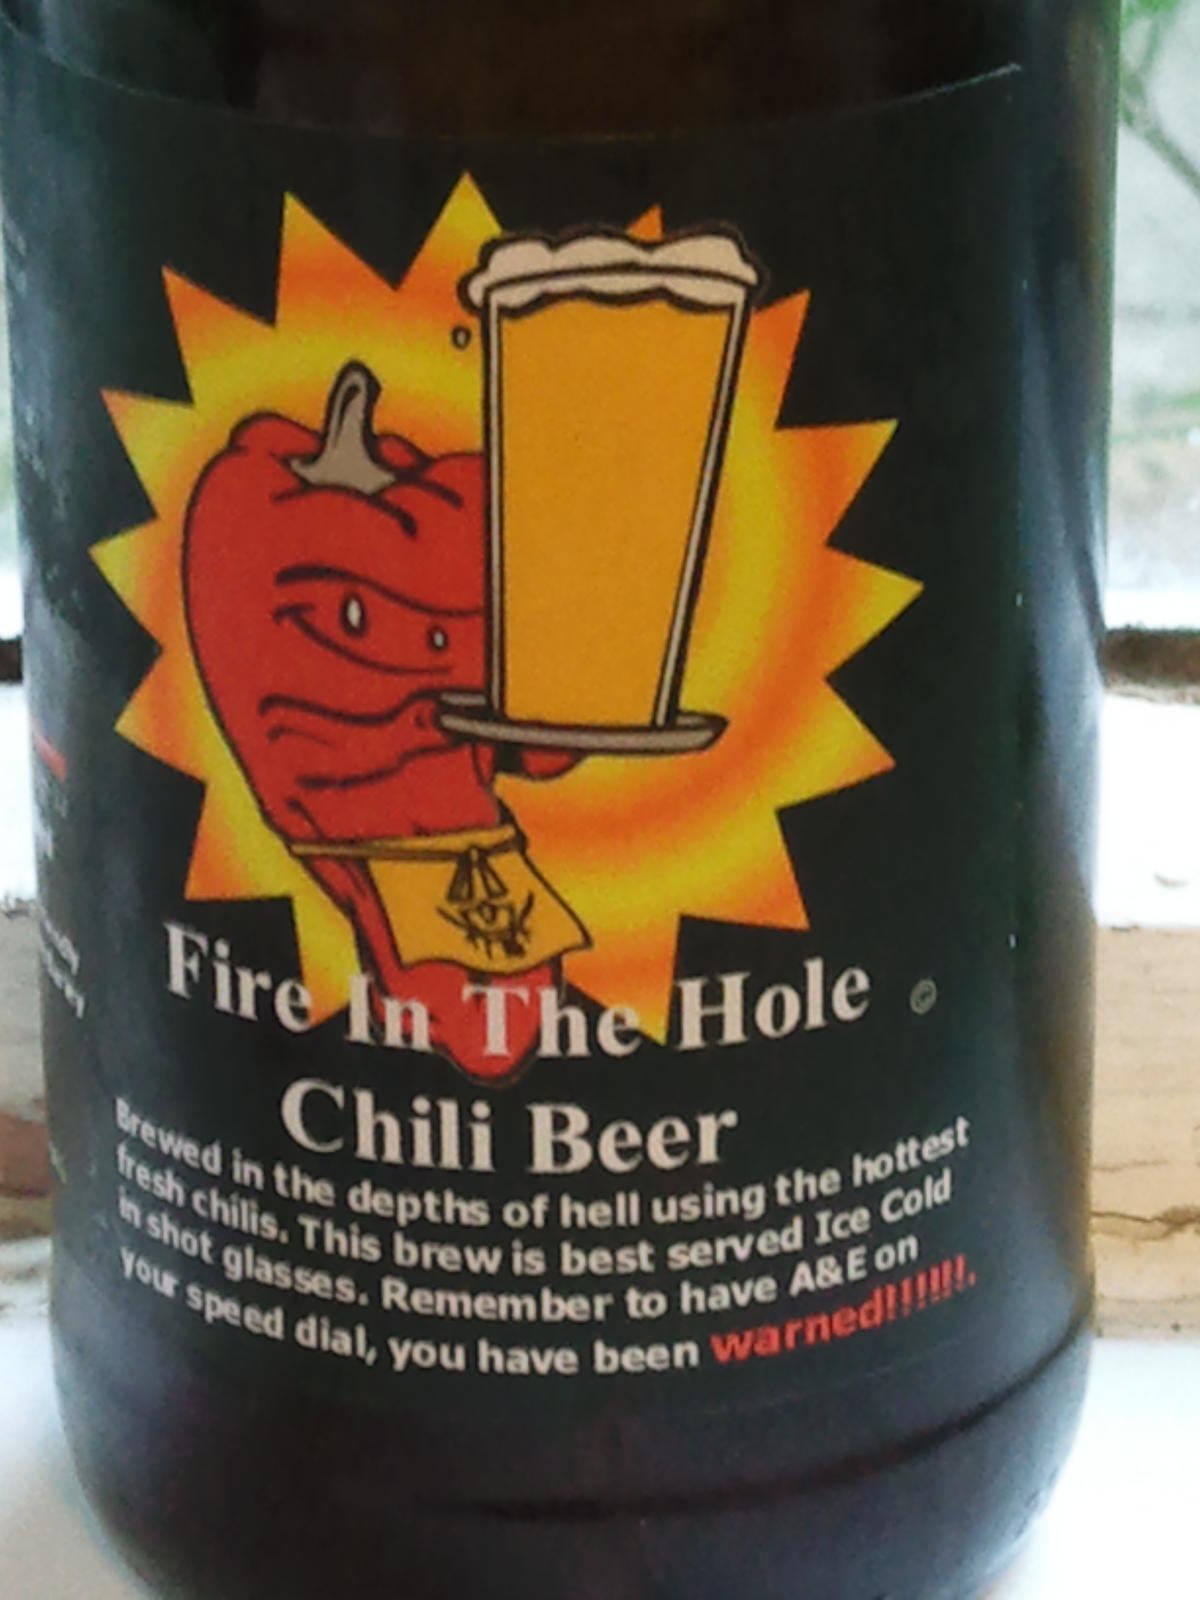 Fire In The Hole ©
Chili Beer
Brewed in the depths of hell using the hottest
fresh chilis. This brew is best served Ice Cold
in shot glasses. Remember to have A&E on
your speed dial, you have been warned!!!!!!.